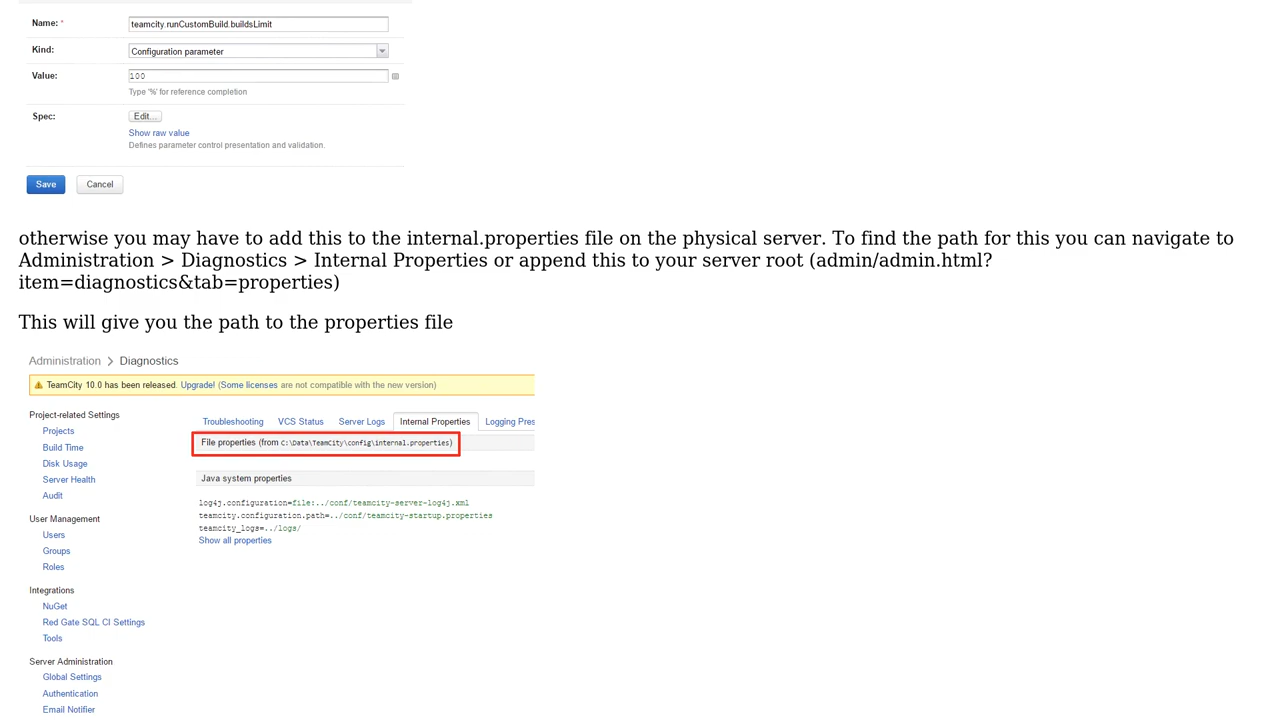 Name: *
teamcity.runCustomBuild.buildsLimit
Kind:
Configuration parameter
Value:
100
Type '%' for reference completion
Spec:
Edit...
Show raw value
Defines parameter control presentation and validation.
Save
Cancel
otherwise you may have to add this to the internal.properties file on the physical server. To find the path for this you can navigate to
Administration > Diagnostics > Internal Properties or append this to your server root (admin/admin.html?
item=diagnostics&tab=properties)
This will give you the path to the properties file
Administration > Diagnostics
TeamCity 10.0 has been released. Upgrade! (Some licenses are not compatible with the new version)
Project-related Settings
Projects
Build Time
Disk Usage
Server Health
Audit
User Management
Users
Groups
Roles
Integrations
NuGet
Red Gate SQL CI Settings
Tools
Server Administration
Global Settings
Authentication
Email Notifier
Troubleshooting
VCS Status
Server Logs
Internal Properties
Logging Pres
File properties (from C:\Data\TeamCity\config\internal.properties)
Java system properties
log4j.configuration=file:../conf/teamcity-server-log4j.xml
teamcity.configuration.path=../conf/teamcity-startup.properties
teamcity_logs=../logs/
Show all properties